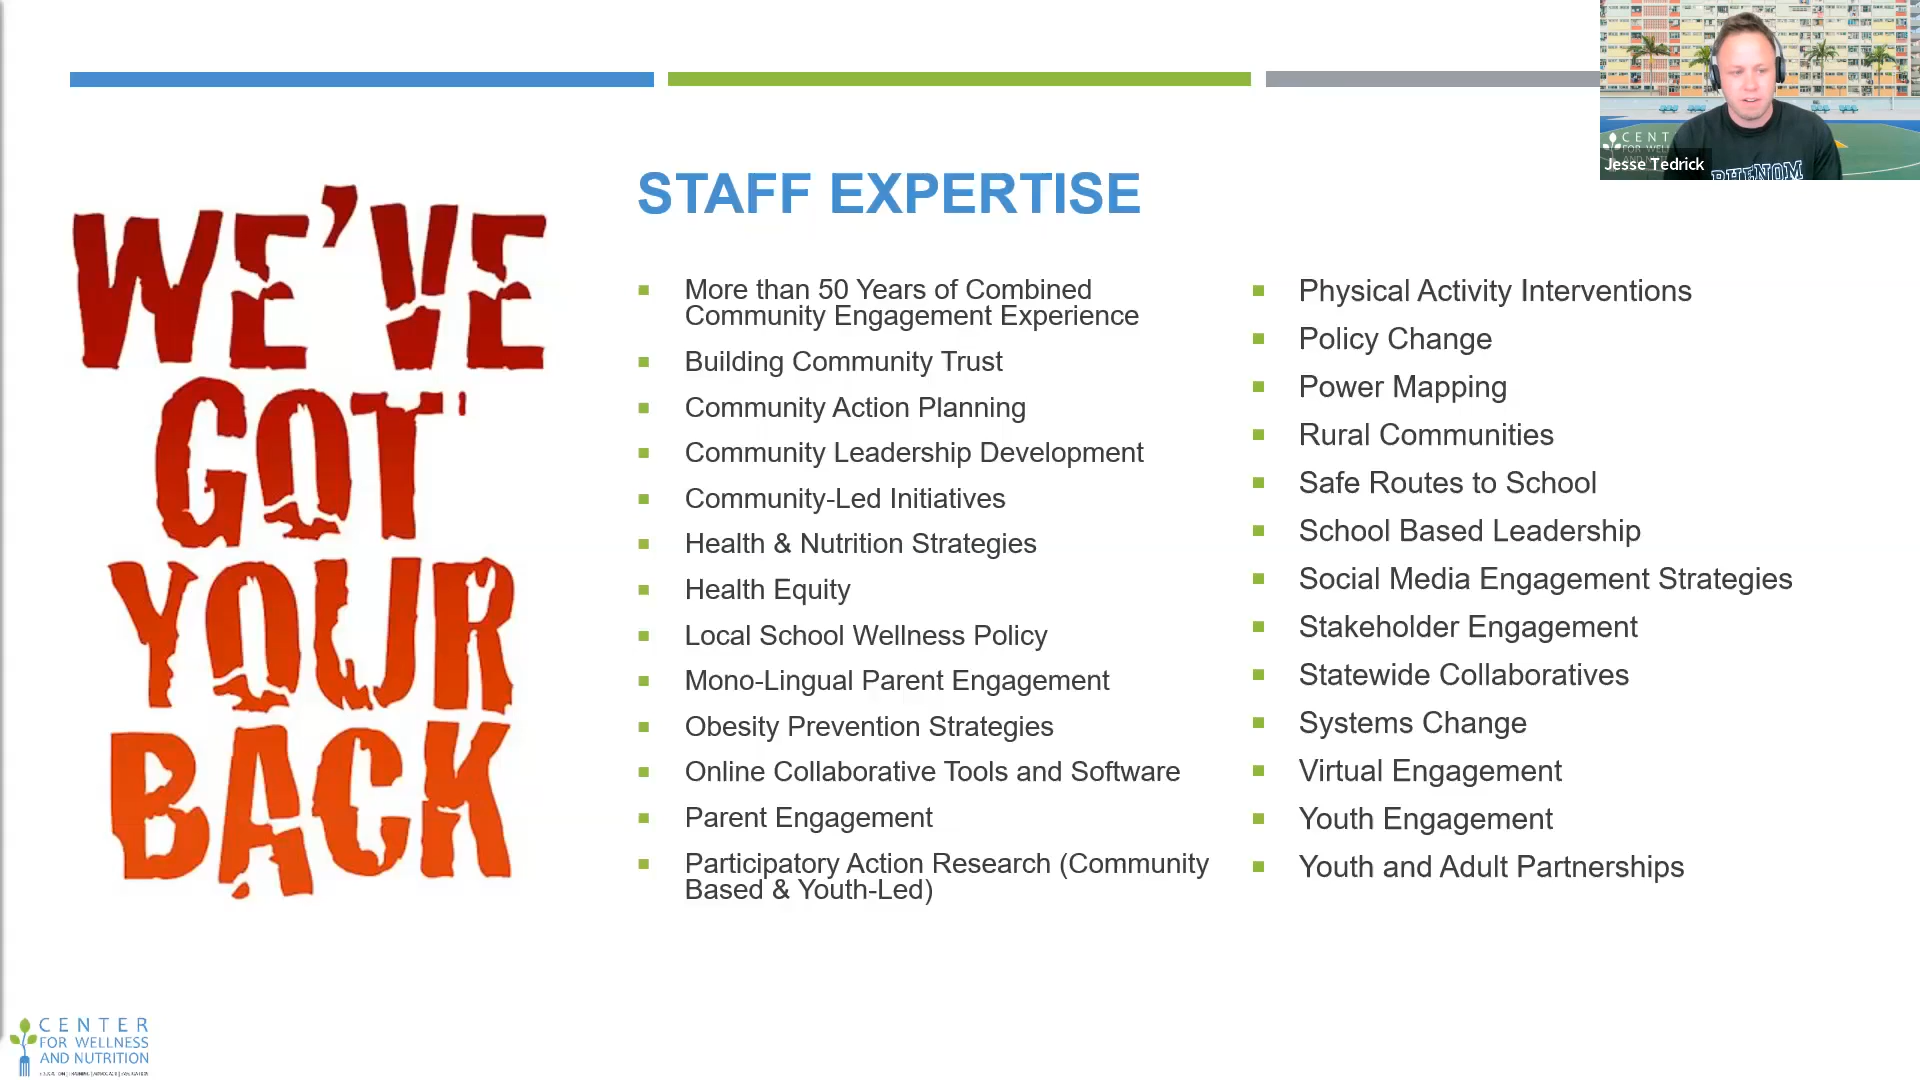 WE'VE
GOT
YOUR
BACK
STAFF EXPERTISE
More than 50 Years of Combined
Community Engagement Experience
Building Community Trust
Community Action Planning
Community Leadership Development
Community-Led Initiatives
Health & Nutrition Strategies
Health Equity
Local School Wellness Policy
Mono-Lingual Parent Engagement
Obesity Prevention Strategies
Online Collaborative Tools and Software
Parent Engagement
Participatory Action Research (Community
Based & Youth-Led)
Physical Activity Interventions
Policy Change
Power Mapping
Rural Communities
Safe Routes to School
School Based Leadership
Social Media Engagement Strategies
Stakeholder Engagement
Statewide Collaboratives
Systems Change
Virtual Engagement
Youth Engagement
Youth and Adult Partnerships
CENT
FOR WEL
Jesse Tedrick
PHENOM
CENTER
FOR WELLNESS
AND NUTRITION